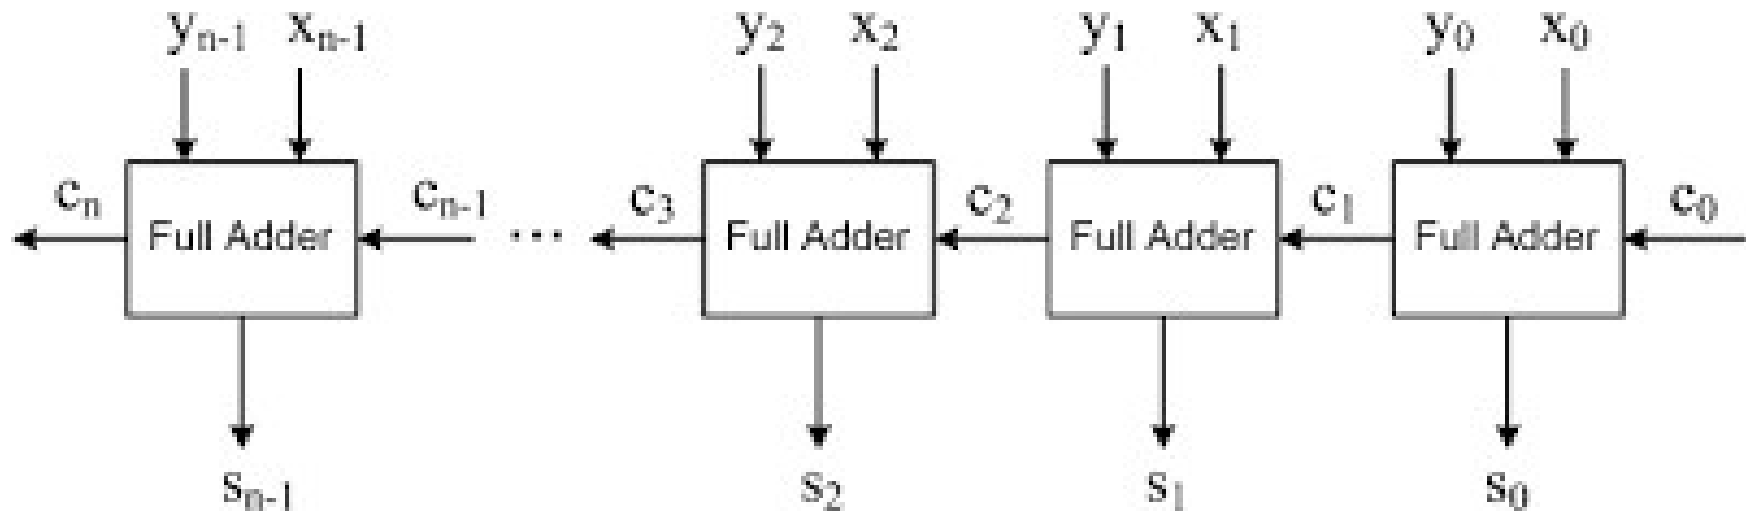 yₙ₋₁ xₙ₋₁ y₂ x₂ y₁ x₁ y₀ x₀
cₙ Full Adder cₙ₋₁ ... c₃ Full Adder c₂ Full Adder c₁ Full Adder c₀
sₙ₋₁ s₂ s₁ s₀